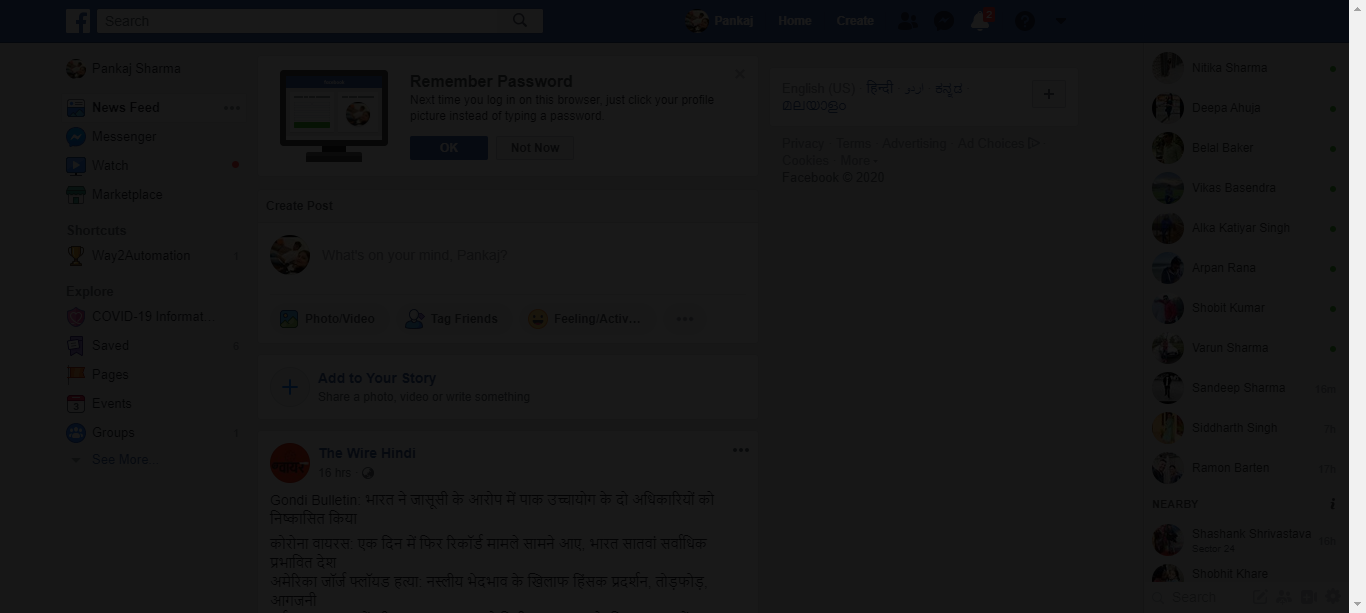 Search
Pankaj Home Create 2
Pankaj Sharma
News Feed
Messenger
Watch
Marketplace
Shortcuts
Way2Automation 1
Explore
COVID-19 Informat...
Saved
Pages
Events
Groups 1
See More...
Remember Password
Next time you log in on this browser, just click your profile
picture instead of typing a password.
OK Not Now
Create Post
What's on your mind, Pankaj?
Photo/Video Tag Friends Feeling/Activ...
Add to Your Story
Share a photo, video or write something
The Wire Hindi
16 hrs
Gondi Bulletin: भारत ने जासूसी के आरोप में पाक उच्चायोग के दो अधिकारियों को
निष्कासित किया
कोरोना वायरस: एक दिन में फिर रिकॉर्ड मामले सामने आए, भारत सातवां सर्वाधिक
प्रभावित देश
अमेरिका जॉर्ज फ्लॉयड हत्या: नस्लीय भेदभाव के खिलाफ हिंसक प्रदर्शन, तोड़फोड़,
आगजनी
English (US) हिन्दी اردو ಕನ್ನಡ
മലയാളം
Privacy Terms Advertising Ad Choices
Cookies More
Facebook © 2020
Nitika Sharma
Deepa Ahuja
Belal Baker
Vikas Basendra
Alka Katiyar Singh
Arpan Rana
Shobit Kumar
Varun Sharma
Sandeep Sharma
Siddharth Singh
Ramon Barten
NEARBY
Shashank Shrivastava
Sector 24
Shobhit Khare
Search